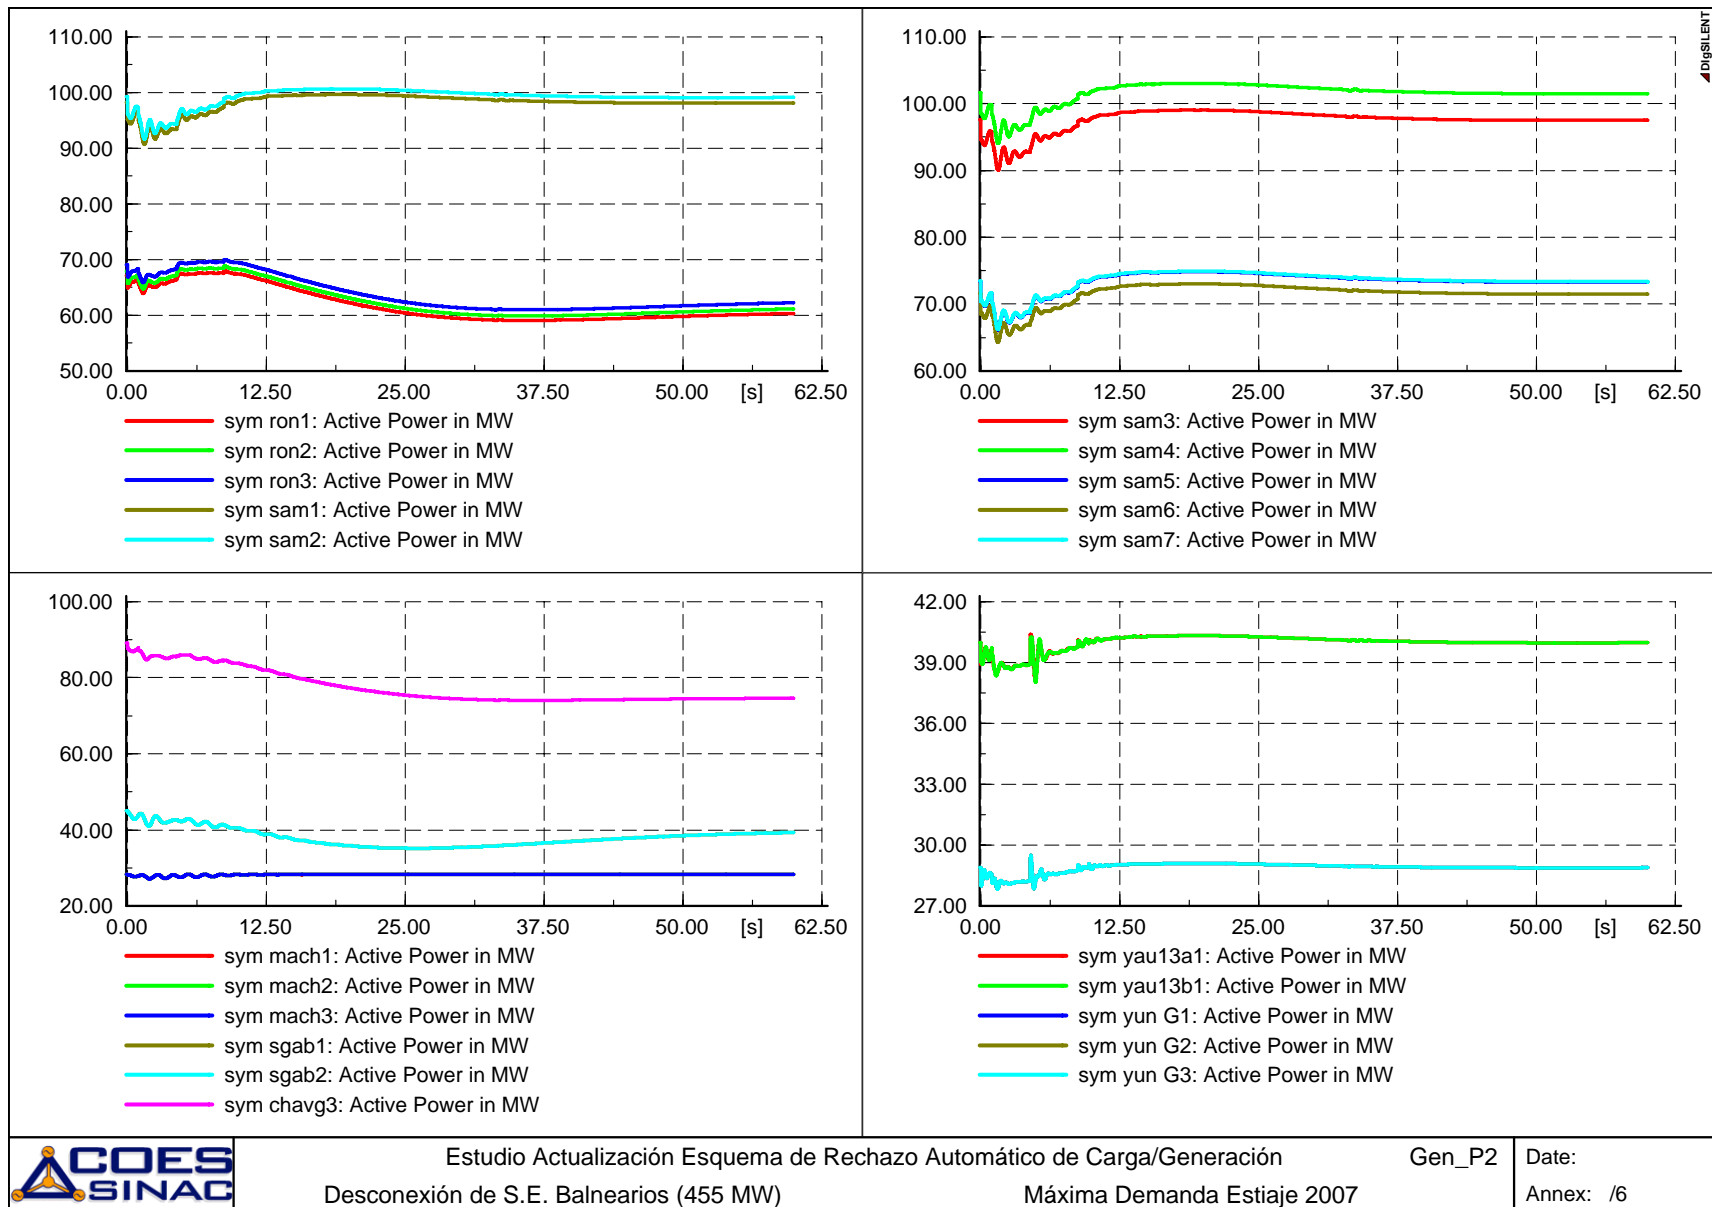 DIgSILENT
110.00
100.00
90.00
80.00
70.00
60.00
50.00
0.00 12.50 25.00 37.50 50.00 [s] 62.50
sym ron1: Active Power in MW
sym ron2: Active Power in MW
sym ron3: Active Power in MW
sym sam1: Active Power in MW
sym sam2: Active Power in MW
110.00
100.00
90.00
80.00
70.00
60.00
0.00 12.50 25.00 37.50 50.00 [s] 62.50
sym sam3: Active Power in MW
sym sam4: Active Power in MW
sym sam5: Active Power in MW
sym sam6: Active Power in MW
sym sam7: Active Power in MW
100.00
80.00
60.00
40.00
20.00
0.00 12.50 25.00 37.50 50.00 [s] 62.50
sym mach1: Active Power in MW
sym mach2: Active Power in MW
sym mach3: Active Power in MW
sym sgab1: Active Power in MW
sym sgab2: Active Power in MW
sym chavg3: Active Power in MW
42.00
39.00
36.00
33.00
30.00
27.00
0.00 12.50 25.00 37.50 50.00 [s] 62.50
sym yau13a1: Active Power in MW
sym yau13b1: Active Power in MW
sym yun G1: Active Power in MW
sym yun G2: Active Power in MW
sym yun G3: Active Power in MW
COES
SINAC
Estudio Actualización Esquema de Rechazo Automático de Carga/Generación Gen_P2
Desconexión de S.E. Balnearios (455 MW) Máxima Demanda Estiaje 2007
Date:
Annex: /6